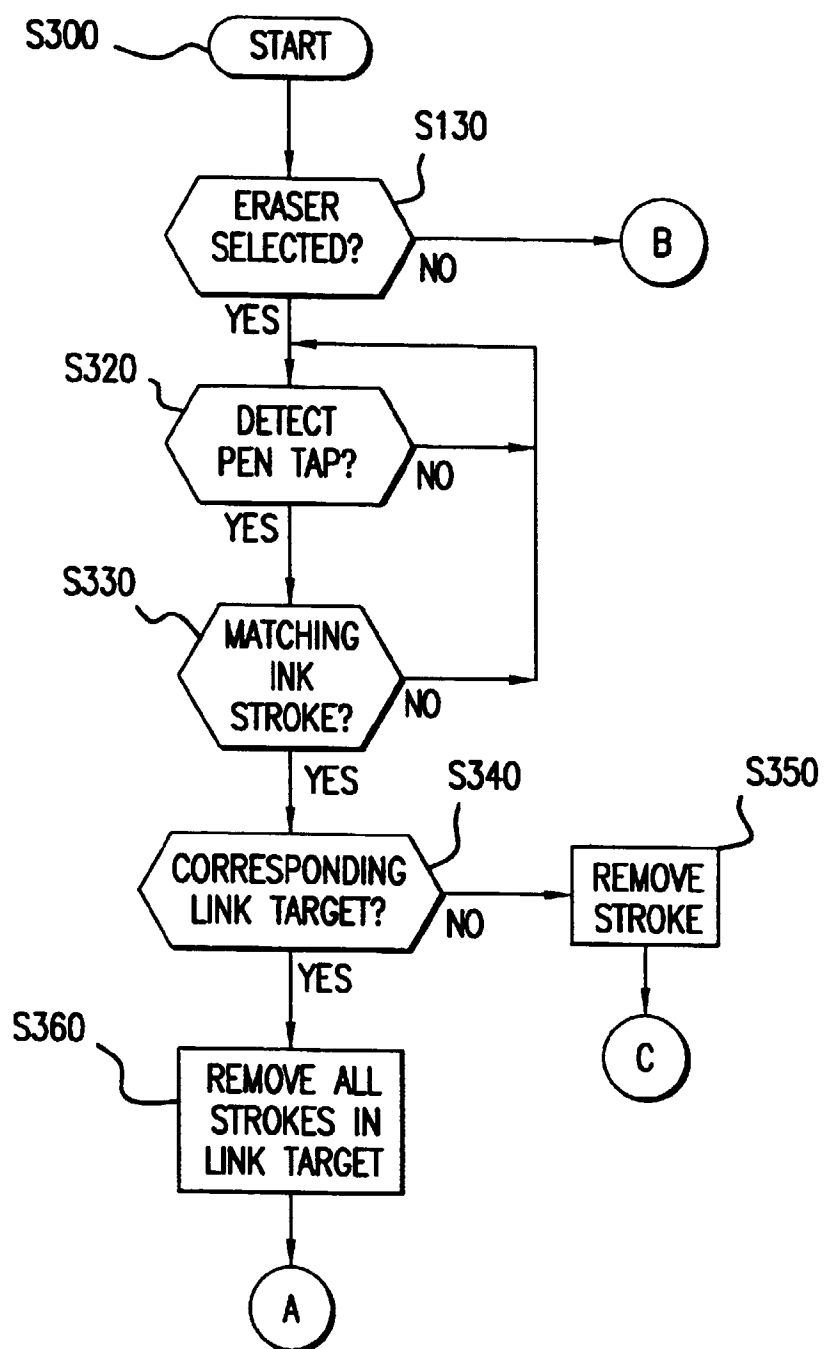 S300
START
S130
ERASER
SELECTED?
NO
B
YES
S320
DETECT
PEN TAP?
NO
YES
S330
MATCHING
INK
STROKE?
NO
YES
S340
S350
CORRESPONDING
LINK TARGET?
NO
REMOVE
STROKE
YES
C
S360
REMOVE ALL
STROKES IN
LINK TARGET
A